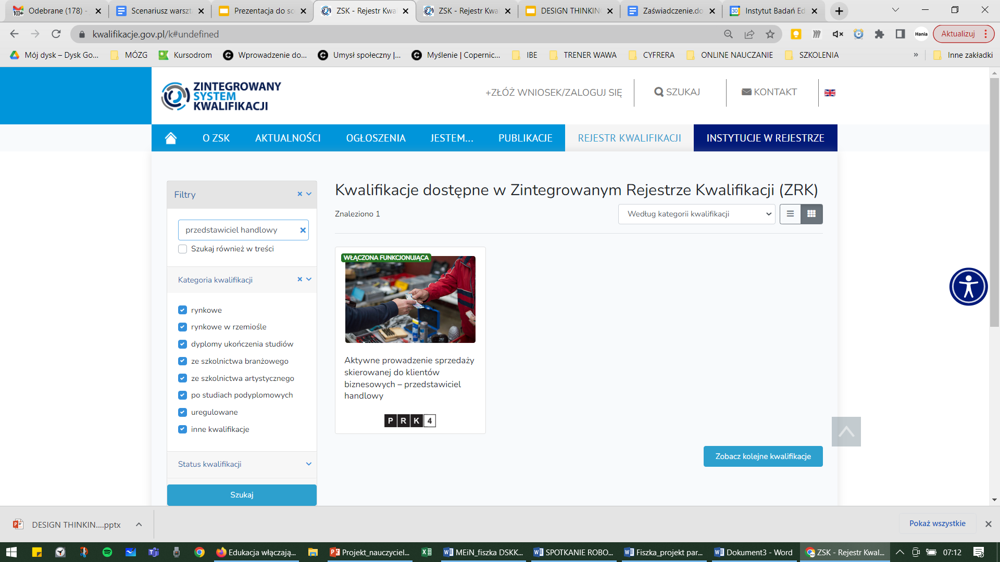 Odebrane (178) -
Scenariusz warszt
Prezentacja do sc
ZSK - Rejestr Kwa
ZSK - Rejestr Kwa
DESIGN THINKIN
Zaświadczenie.do
Instytut Badań Ed
kwalifikacje.gov.pl/k#undefined
Hania
Aktualizuj
Mój dysk – Dysk Go...
MÓZG
Kursodrom
Wprowadzenie do...
Umysł społeczny |...
Myślenie | Copernic...
IBE
TRENER WAWA
CYFRERA
ONLINE NAUCZANIE
SZKOLENIA
»
Inne zakładki
ZINTEGROWANY
SYSTEM
KWALIFIKACJI
+ZŁÓŻ WNIOSEK/ZALOGUJ SIĘ
SZUKAJ
KONTAKT
O ZSK
AKTUALNOŚCI
OGŁOSZENIA
JESTEM...
PUBLIKACJE
REJESTR KWALIFIKACJI
INSTYTUCJE W REJESTRZE
Filtry
przedstawiciel handlowy
Szukaj również w treści
Kategoria kwalifikacji
rynkowe
rynkowe w rzemiośle
dyplomy ukończenia studiów
ze szkolnictwa branżowego
ze szkolnictwa artystycznego
po studiach podyplomowych
uregulowane
inne kwalifikacje
Status kwalifikacji
Szukaj
Kwalifikacje dostępne w Zintegrowanym Rejestrze Kwalifikacji (ZRK)
Znaleziono 1
Według kategorii kwalifikacji
WŁĄCZONA FUNKCJONUJĄCA
Aktywne prowadzenie sprzedaży
skierowanej do klientów
biznesowych – przedstawiciel
handlowy
PRK4
Zobacz kolejne kwalifikacje
DESIGN THINKIN....pptx
Pokaż wszystkie
Edukacja włączają...
Projekt_nauczyciel...
MEiN_fiszka DSKK...
SPOTKANIE ROBO...
Fiszka_projekt par...
Dokument3 - Word
ZSK - Rejestr Kwal...
07:12